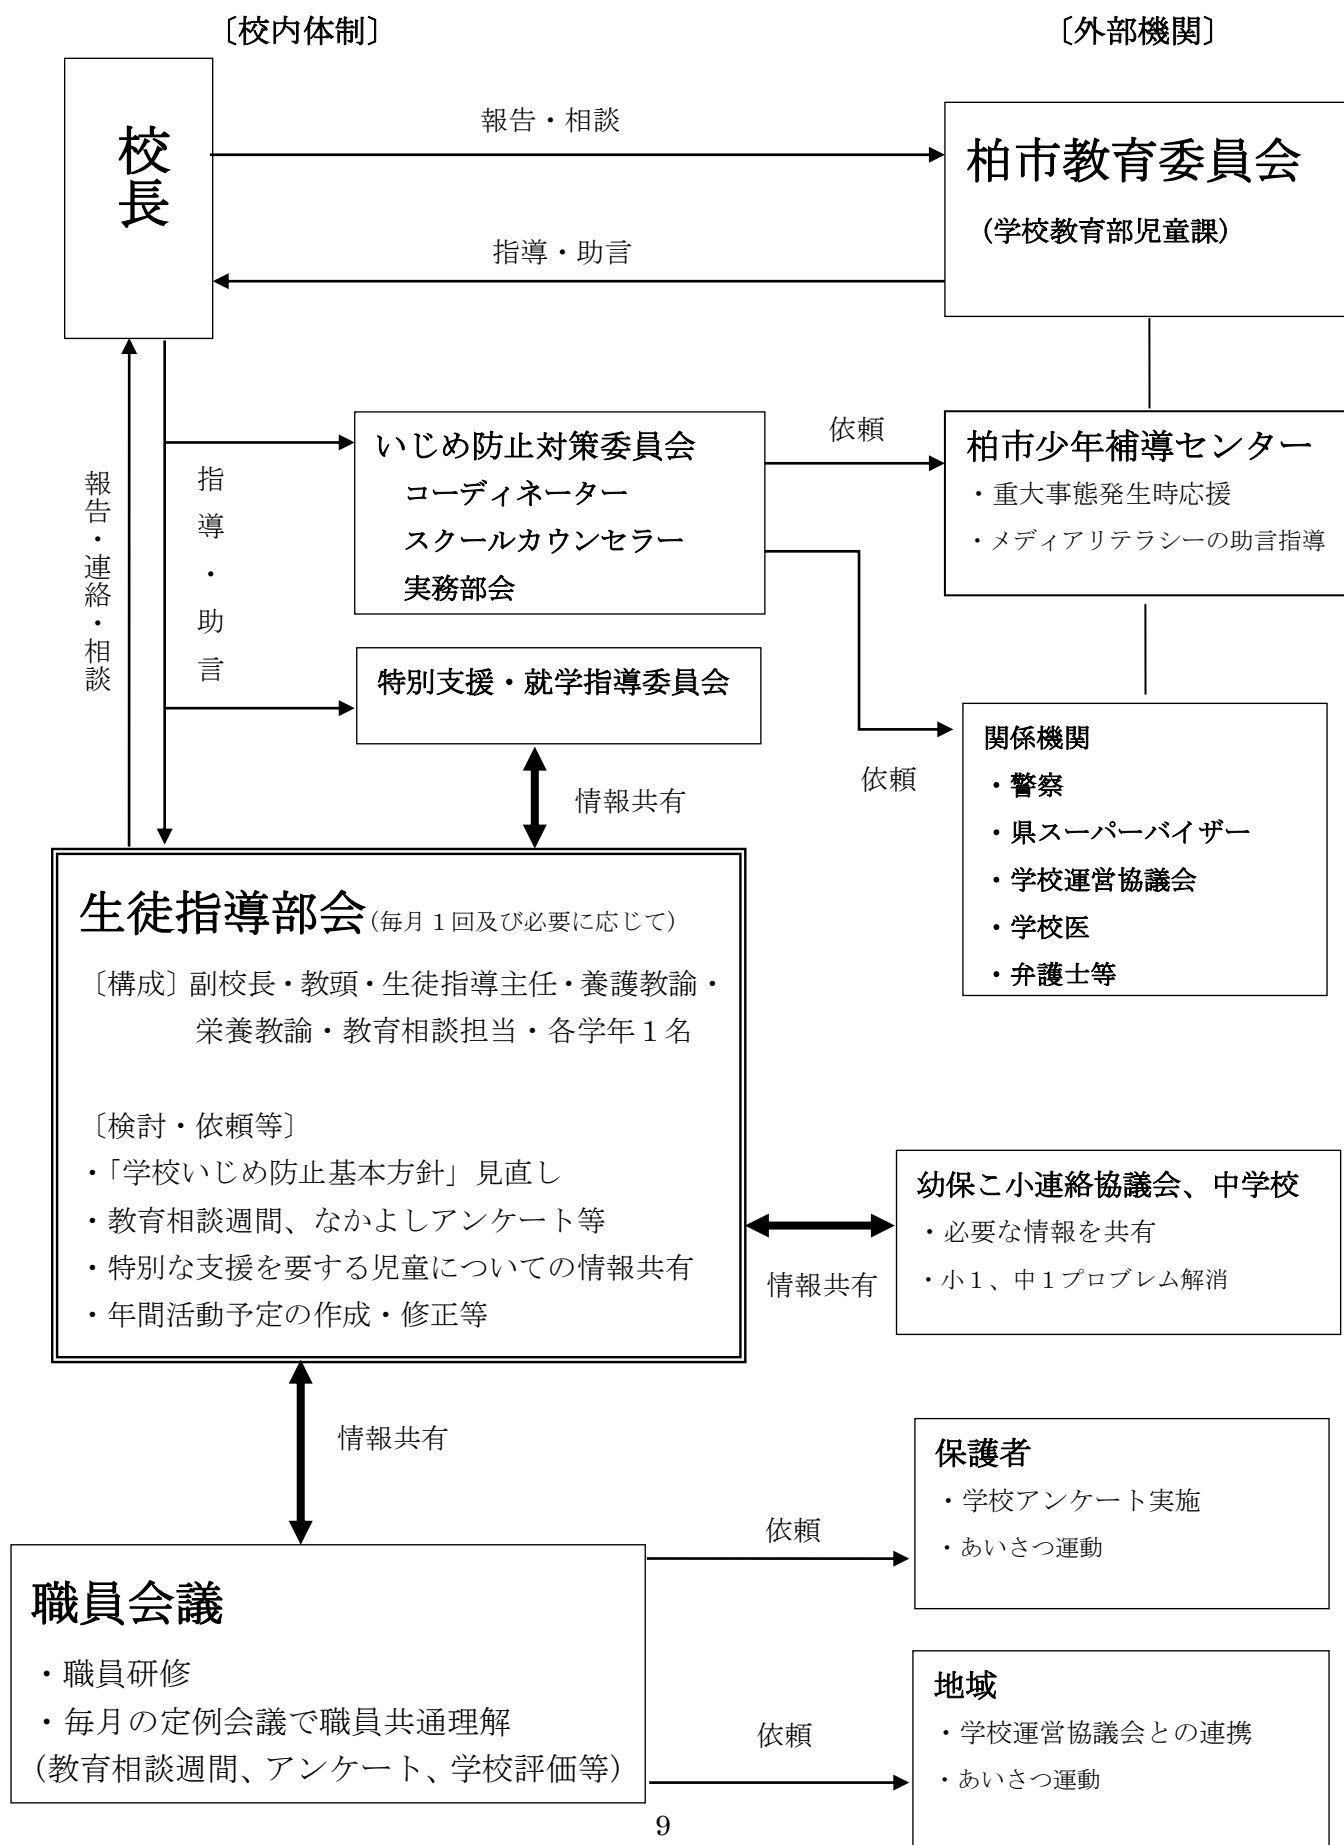 〔校内体制〕
〔外部機関〕
校長
報告・相談
柏市教育委員会
（学校教育部児童課）
指導・助言
報告・連絡・相談
指導・助言
いじめ防止対策委員会
コーディネーター
スクールカウンセラー
実務部会
依頼
柏市少年補導センター
・重大事態発生時応援
・メディアリテラシーの助言指導
特別支援・就学指導委員会
情報共有
依頼
関係機関
・警察
・県スーパーバイザー
・学校運営協議会
・学校医
・弁護士等
生徒指導部会（毎月１回及び必要に応じて）
〔構成〕副校長・教頭・生徒指導主任・養護教諭・
栄養教諭・教育相談担当・各学年１名
〔検討・依頼等〕
・「学校いじめ防止基本方針」見直し
・教育相談週間、なかよしアンケート等
・特別な支援を要する児童についての情報共有
・年間活動予定の作成・修正等
情報共有
幼保こ小連絡協議会、中学校
・必要な情報を共有
・小１、中１プロブレム解消
情報共有
職員会議
・職員研修
・毎月の定例会議で職員共通理解
（教育相談週間、アンケート、学校評価等）
依頼
保護者
・学校アンケート実施
・あいさつ運動
依頼
地域
・学校運営協議会との連携
・あいさつ運動
9